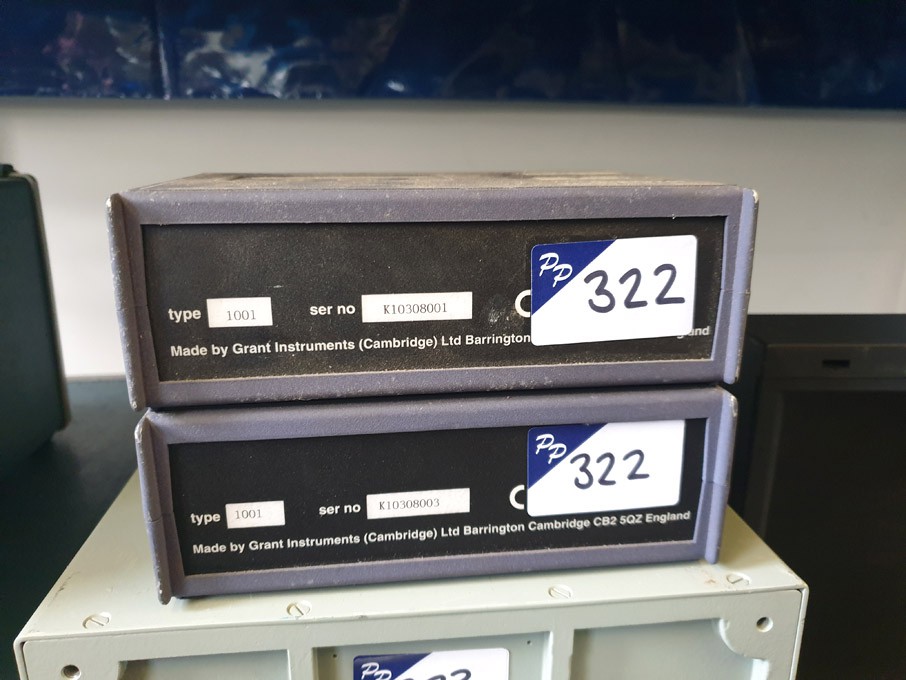 PP 322
type 1001 ser no K10308001
Made by Grant Instruments (Cambridge) Ltd Barrington
PP 322
type 1001 ser no K10308003
Made by Grant Instruments (Cambridge) Ltd Barrington Cambridge CB2 5QZ England
PP